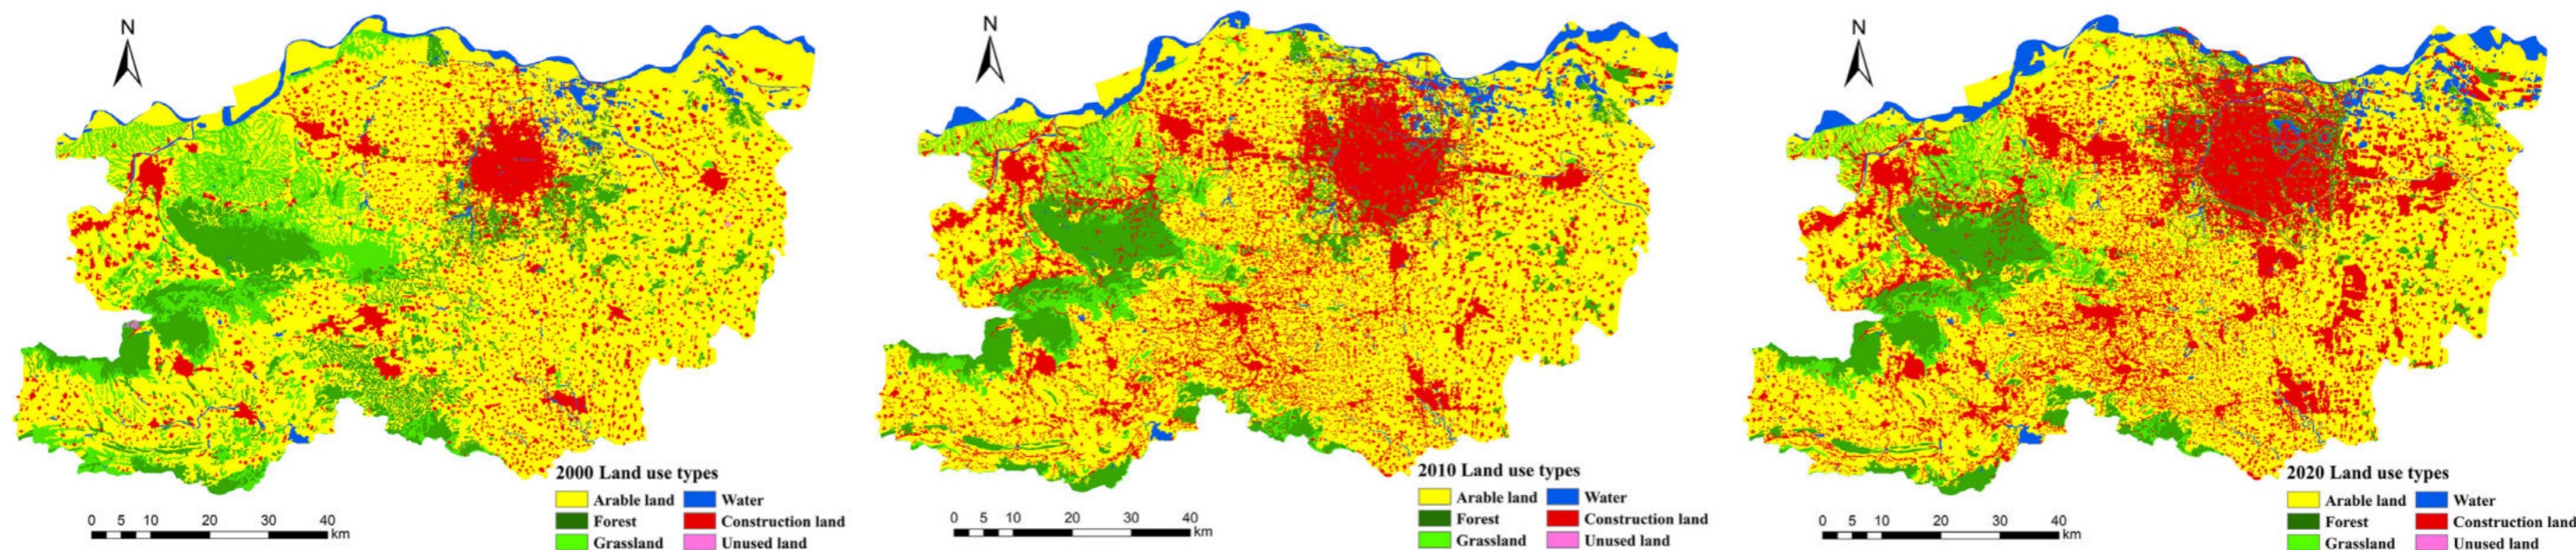 N
2000 Land use types
Arable land
Water
Forest
Construction land
Grassland
Unused land
0 5 10 20 30 40 km
N
2010 Land use types
Arable land
Water
Forest
Construction land
Grassland
Unused land
0 5 10 20 30 40 km
N
2020 Land use types
Arable land
Water
Forest
Construction land
Grassland
Unused land
0 5 10 20 30 40 km